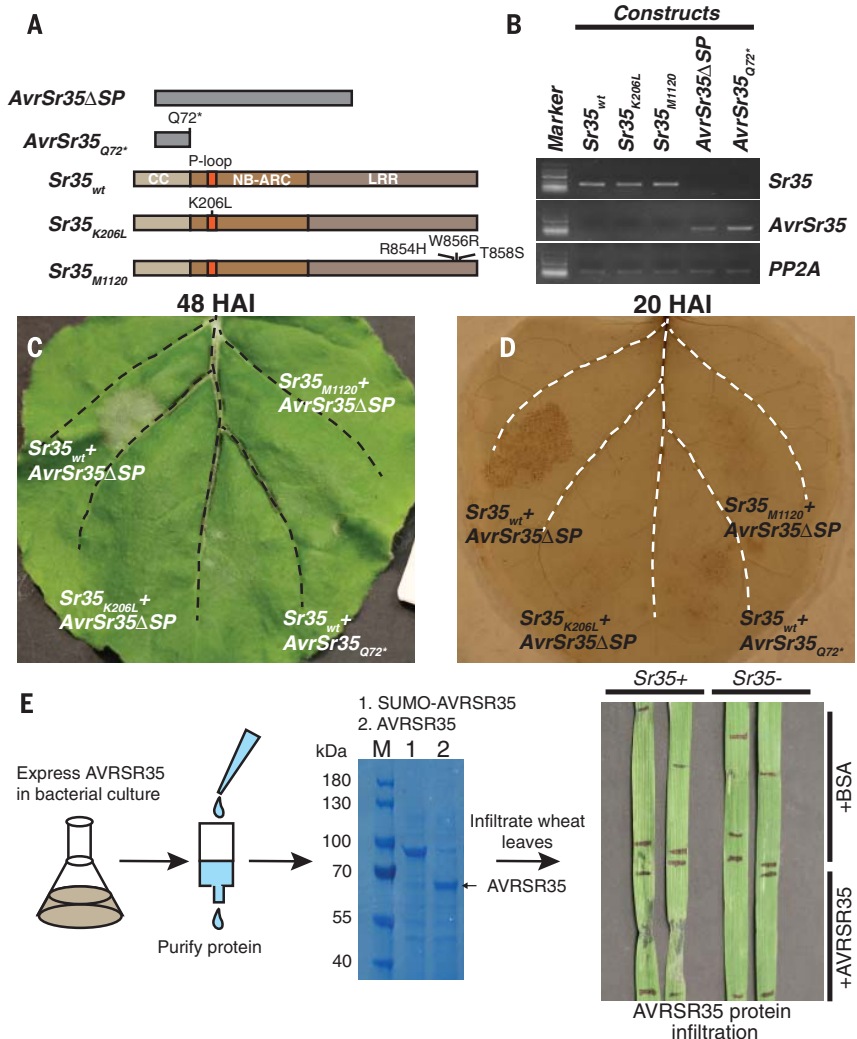 A
AvrSr35ΔSP
Q72*
AvrSr35Q72*
P-loop
Sr35wt
CC
NB-ARC
LRR
K206L
Sr35K206L
R854H
W856R
T858S
Sr35M1120
B
Constructs
Marker
Sr35wt
Sr35K206L
Sr35M1120
AvrSr35ΔSP
AvrSr35Q72*
Sr35
AvrSr35
PP2A
48 HAI
C
Sr35M1120+
AvrSr35ΔSP
Sr35wt+
AvrSr35ΔSP
Sr35K206L+
AvrSr35ΔSP
Sr35wt+
AvrSr35Q72*
20 HAI
D
Sr35wt+
AvrSr35ΔSP
Sr35M1120+
AvrSr35ΔSP
Sr35K206L+
AvrSr35ΔSP
Sr35wt+
AvrSr35Q72*
E
Express AVRSR35
in bacterial culture
Purify protein
1. SUMO-AVRSR35
2. AVRSR35
kDa
M 1 2
180
130
100
70
55
40
Infiltrate wheat
leaves
AVRSR35
Sr35+
Sr35-
+BSA
+AVRSR35
AVRSR35 protein
infiltration